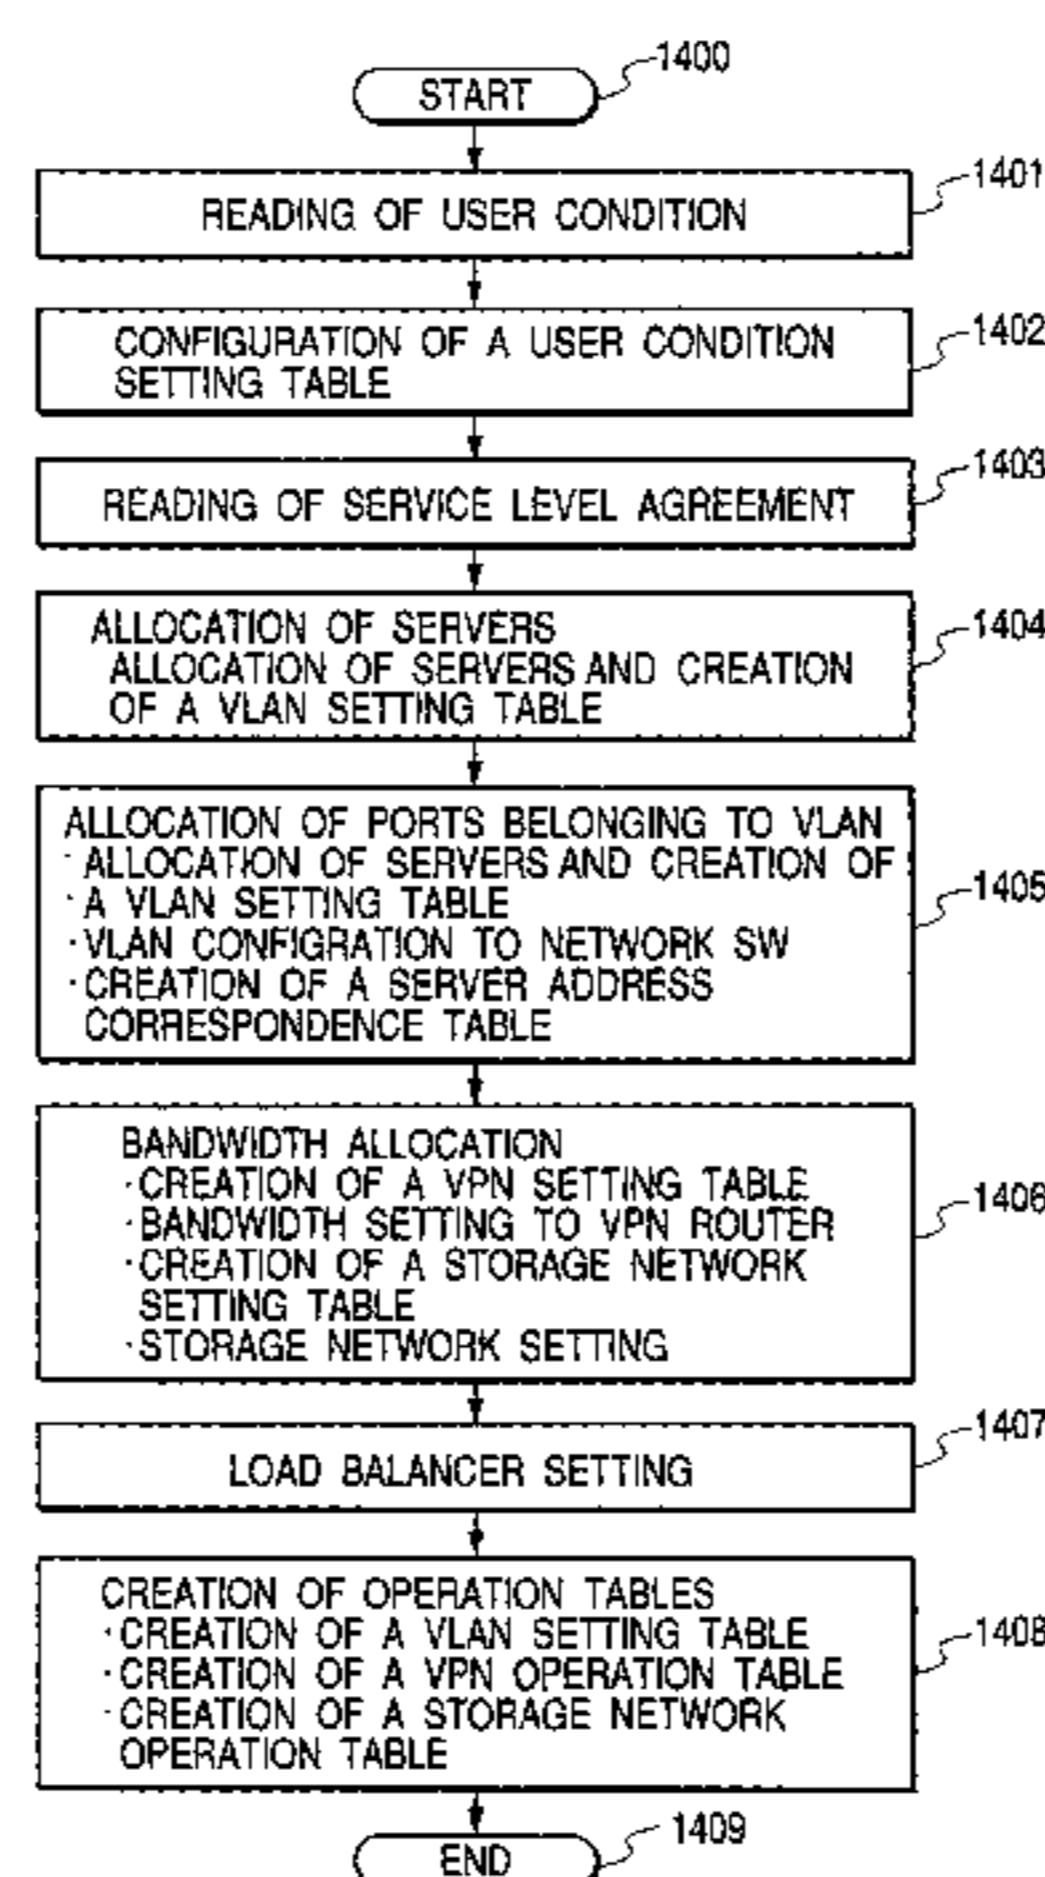 1400
START
1401
READING OF USER CONDITION
1402
CONFIGURATION OF A USER CONDITION
SETTING TABLE
1403
READING OF SERVICE LEVEL AGREEMENT
1404
ALLOCATION OF SERVERS
ALLOCATION OF SERVERS AND CREATION
OF A VLAN SETTING TABLE
1405
ALLOCATION OF PORTS BELONGING TO VLAN
· ALLOCATION OF SERVERS AND CREATION OF
· A VLAN SETTING TABLE
· VLAN CONFIGRATION TO NETWORK SW
· CREATION OF A SERVER ADDRESS
CORRESPONDENCE TABLE
1406
BANDWIDTH ALLOCATION
· CREATION OF A VPN SETTING TABLE
· BANDWIDTH SETTING TO VPN ROUTER
· CREATION OF A STORAGE NETWORK
SETTING TABLE
· STORAGE NETWORK SETTING
1407
LOAD BALANCER SETTING
1408
CREATION OF OPERATION TABLES
· CREATION OF A VLAN SETTING TABLE
· CREATION OF A VPN OPERATION TABLE
· CREATION OF A STORAGE NETWORK
OPERATION TABLE
1409
END